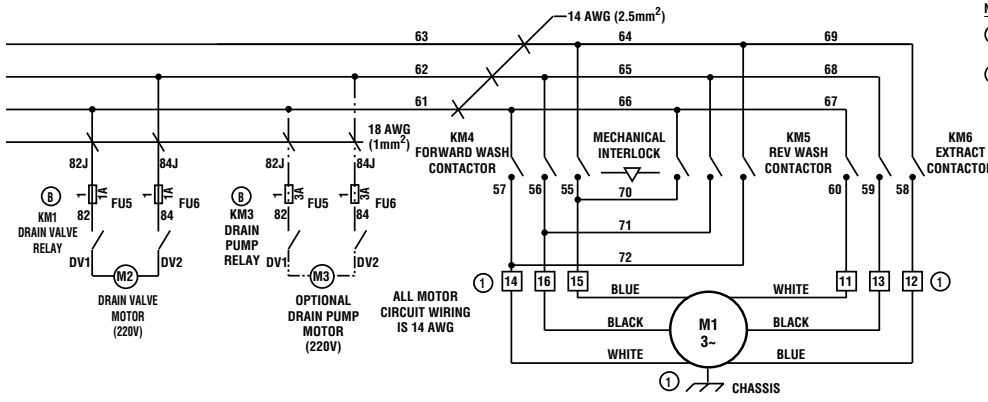 14 AWG (2.5mm²)
63 64 69
62 65 68
61 66 67
18 AWG
(1mm²)
82J 84J 82J 84J
KM4
FORWARD WASH
CONTACTOR
MECHANICAL
INTERLOCK
KM5
REV WASH
CONTACTOR
KM6
EXTRACT
CONTACTOR
57 56 55 60 59 58
70
71
72
B
KM1
DRAIN VALVE
RELAY
1 1A FU5
1 1A FU6
82 84
DV1 DV2
M2
DRAIN VALVE
MOTOR
(220V)
B
KM3
DRAIN
PUMP
RELAY
1 3A FU5
1 3A FU6
82 84
DV1 DV2
M3
OPTIONAL
DRAIN PUMP
MOTOR
(220V)
ALL MOTOR
CIRCUIT WIRING
IS 14 AWG
1 14 16 15 11 13 12 1
BLUE WHITE
BLACK BLACK
WHITE BLUE
M1
3~
1 CHASSIS